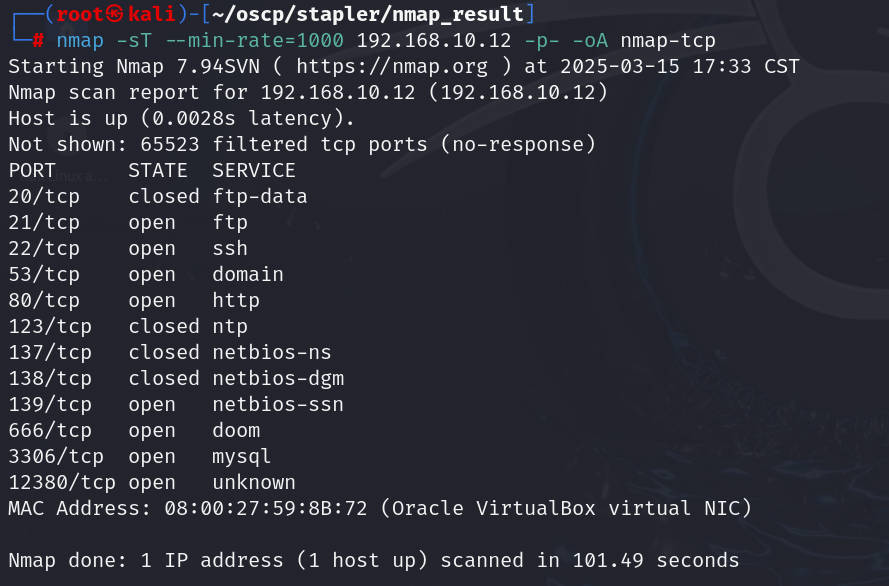 ┌──(root㉿kali)-[~/oscp/stapler/nmap_result]
└─# nmap -sT --min-rate=1000 192.168.10.12 -p- -oA nmap-tcp
Starting Nmap 7.94SVN ( https://nmap.org ) at 2025-03-15 17:33 CST
Nmap scan report for 192.168.10.12 (192.168.10.12)
Host is up (0.0028s latency).
Not shown: 65523 filtered tcp ports (no-response)
PORT      STATE  SERVICE
20/tcp    closed ftp-data
21/tcp    open   ftp
22/tcp    open   ssh
53/tcp    open   domain
80/tcp    open   http
123/tcp   closed ntp
137/tcp   closed netbios-ns
138/tcp   closed netbios-dgm
139/tcp   open   netbios-ssn
666/tcp   open   doom
3306/tcp  open   mysql
12380/tcp open   unknown
MAC Address: 08:00:27:59:8B:72 (Oracle VirtualBox virtual NIC)

Nmap done: 1 IP address (1 host up) scanned in 101.49 seconds